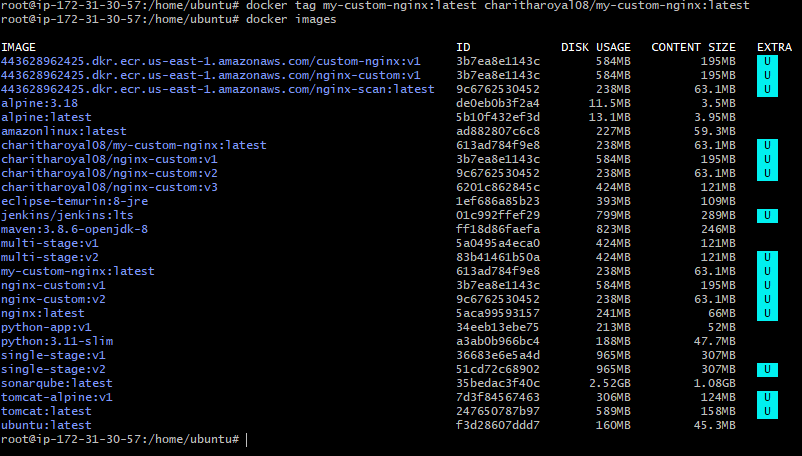 root@ip-172-31-30-57:/home/ubuntu# docker tag my-custom-nginx:latest charitharoyal08/my-custom-nginx:latest
root@ip-172-31-30-57:/home/ubuntu# docker images
IMAGE ID DISK USAGE CONTENT SIZE EXTRA
443628962425.dkr.ecr.us-east-1.amazonaws.com/custom-nginx:v1 3b7ea8e1143c 584MB 195MB U
443628962425.dkr.ecr.us-east-1.amazonaws.com/nginx-custom:v1 3b7ea8e1143c 584MB 195MB U
443628962425.dkr.ecr.us-east-1.amazonaws.com/nginx-scan:latest 9c6762530452 238MB 63.1MB U
alpine:3.18 de0eb0b3f2a4 11.5MB 3.5MB
alpine:latest 5b10f432ef3d 13.1MB 3.95MB
amazonlinux:latest ad882807c6c8 227MB 59.3MB
charitharoyal08/my-custom-nginx:latest 613ad784f9e8 238MB 63.1MB U
charitharoyal08/nginx-custom:v1 3b7ea8e1143c 584MB 195MB U
charitharoyal08/nginx-custom:v2 9c6762530452 238MB 63.1MB U
charitharoyal08/nginx-custom:v3 6201c862845c 424MB 121MB
eclipse-temurin:8-jre 1ef686a85b23 393MB 109MB
jenkins/jenkins:lts 01c992ffef29 799MB 289MB U
maven:3.8.6-openjdk-8 ff18d86faefa 823MB 246MB
multi-stage:v1 5a0495a4eca0 424MB 121MB
multi-stage:v2 83b41461b50a 424MB 121MB U
my-custom-nginx:latest 613ad784f9e8 238MB 63.1MB U
nginx-custom:v1 3b7ea8e1143c 584MB 195MB U
nginx-custom:v2 9c6762530452 238MB 63.1MB U
nginx:latest 5aca99593157 241MB 66MB U
python-app:v1 34eeb13ebe75 213MB 52MB
python:3.11-slim a3ab0b966bc4 188MB 47.7MB
single-stage:v1 36683e6e5a4d 965MB 307MB
single-stage:v2 51cd72c68902 965MB 307MB U
sonarqube:latest 35bedac3f40c 2.52GB 1.08GB
tomcat-alpine:v1 7d3f84567463 306MB 124MB U
tomcat:latest 247650787b97 589MB 158MB U
ubuntu:latest f3d28607ddd7 160MB 45.3MB
root@ip-172-31-30-57:/home/ubuntu#